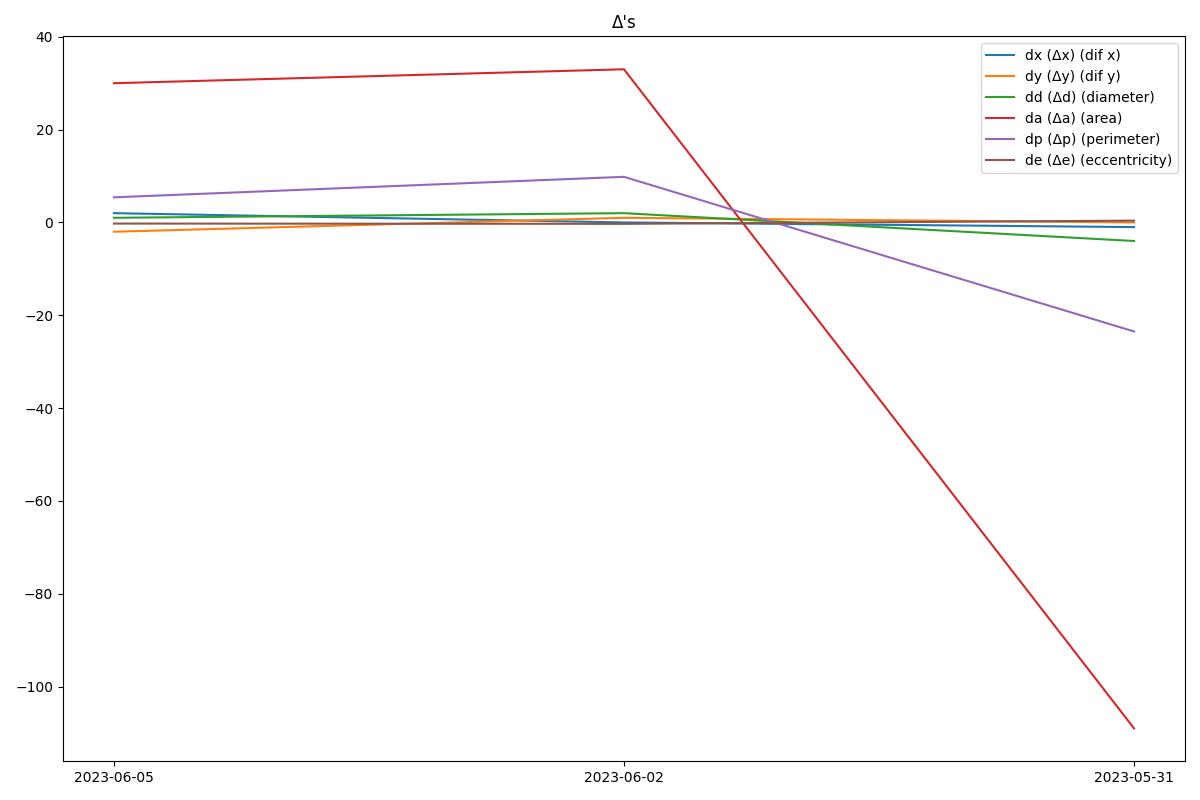 Δ's
40
20
0
−20
−40
−60
−80
−100
dx (Δx) (dif x)
dy (Δy) (dif y)
dd (Δd) (diameter)
da (Δa) (area)
dp (Δp) (perimeter)
de (Δe) (eccentricity)
2023-06-05
2023-06-02
2023-05-31